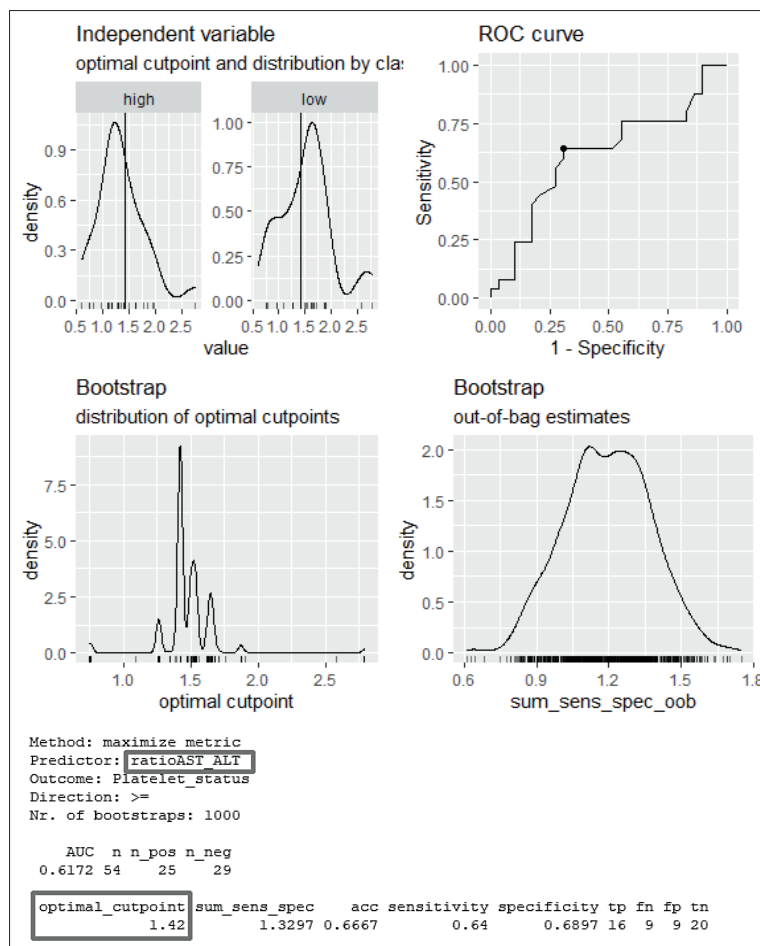 Independent variable
optimal cutpoint and distribution by clas
high
low
density
0.9
0.6
0.3
0.0
0.5 1.0 1.5 2.0 2.5
1.00
0.75
0.50
0.25
0.00
0.5 1.0 1.5 2.0 2.5
value
ROC curve
Sensitivity
1.00
0.75
0.50
0.25
0.00
0.00 0.25 0.50 0.75 1.00
1 - Specificity
Bootstrap
distribution of optimal cutpoints
density
7.5
5.0
2.5
0.0
1.0 1.5 2.0 2.5
optimal cutpoint
Bootstrap
out-of-bag estimates
density
2.0
1.5
1.0
0.5
0.0
0.6 0.9 1.2 1.5 1.8
sum_sens_spec_oob
Method: maximize metric
Predictor: ratioAST_ALT
Outcome: Platelet_status
Direction: >=
Nr. of bootstraps: 1000
AUC n n_pos n_neg
0.6172 54 25 29
optimal_cutpoint sum_sens_spec acc sensitivity specificity tp fn fp tn
1.42 1.3297 0.6667 0.64 0.6897 16 9 9 20